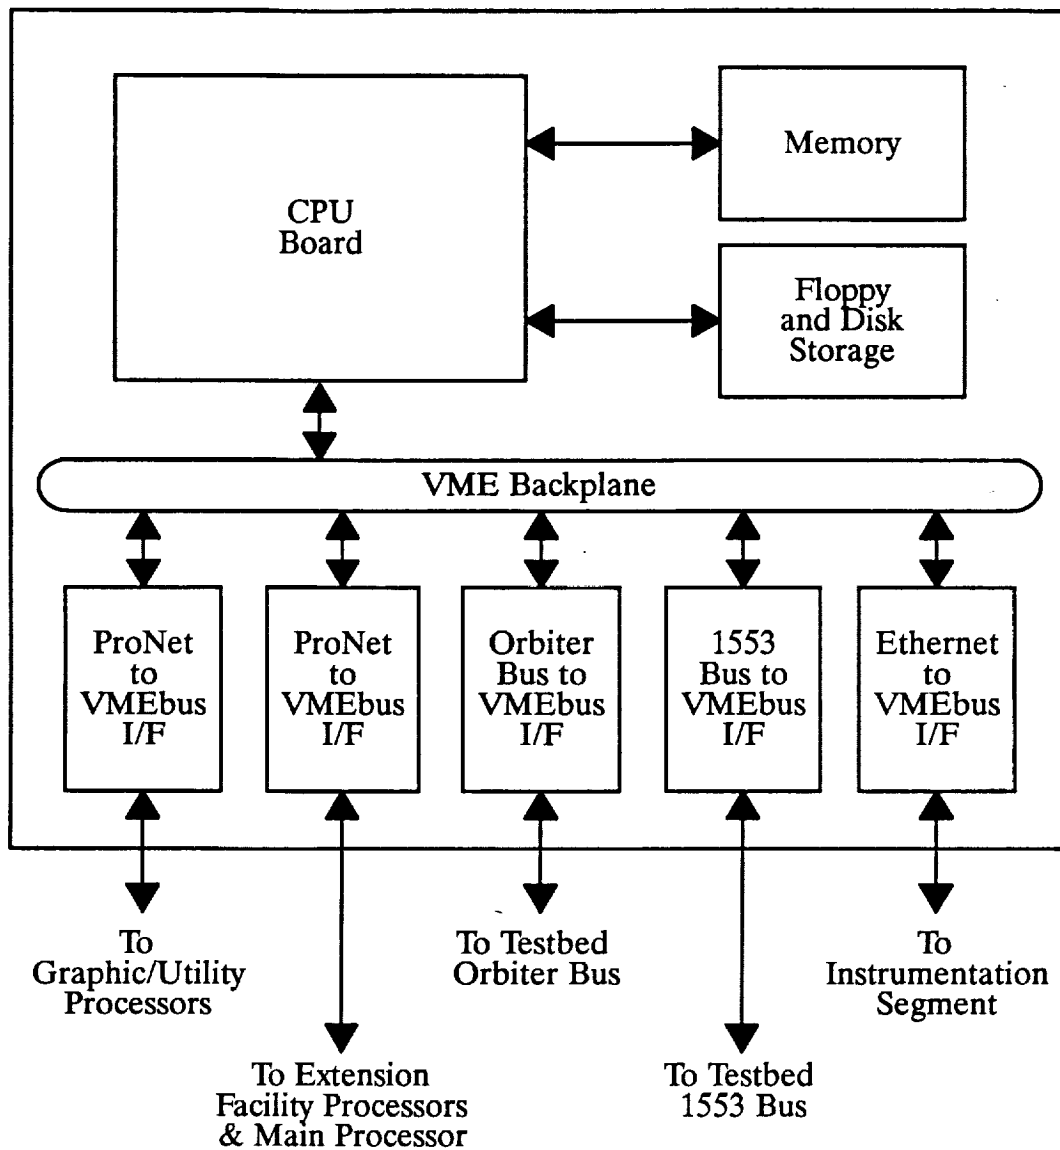 CPU
Board
Memory
Floppy
and Disk
Storage
VME Backplane
ProNet
to
VMEbus
I/F
ProNet
to
VMEbus
I/F
Orbiter
Bus to
VMEbus
I/F
1553
Bus to
VMEbus
I/F
Ethernet
to
VMEbus
I/F
To
Graphic/Utility
Processors
To Extension
Facility Processors
& Main Processor
To Testbed
Orbiter Bus
To Testbed
1553 Bus
To
Instrumentation
Segment